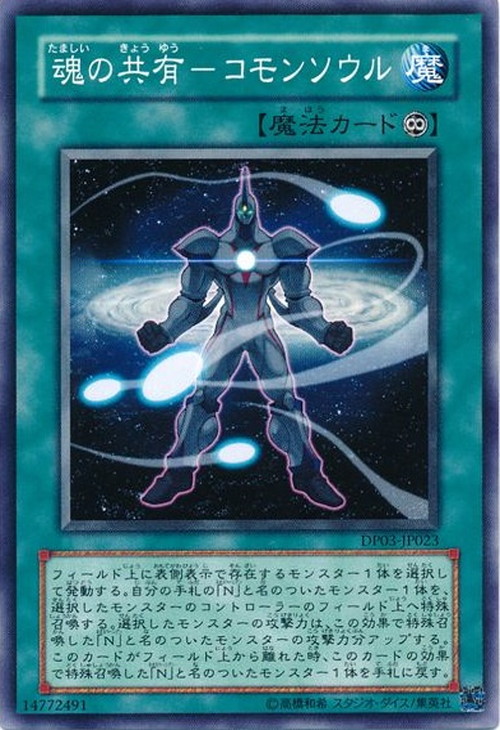 魂の共有－コモンソウル
魔
【魔法カード】
DP03-JP023
フィールド上に表側表示で存在するモンスター１体を選択し
て発動する。自分の手札の「N」と名のついたモンスター１体を、
選択したモンスターのコントローラーのフィールド上へ特殊
召喚する。選択したモンスターの攻撃力は、この効果で特殊召
喚した「N」と名のついたモンスターの攻撃力分アップする。
このカードがフィールド上から離れた時、このカードの効果
で特殊召喚した「N」と名のついたモンスター１体を手札に戻す。
14772491
©高橋和希 スタジオ・ダイス/集英社